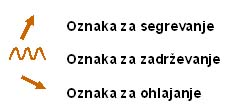 Oznaka za segrevanje
Oznaka za zadrževanje
Oznaka za ohlajanje